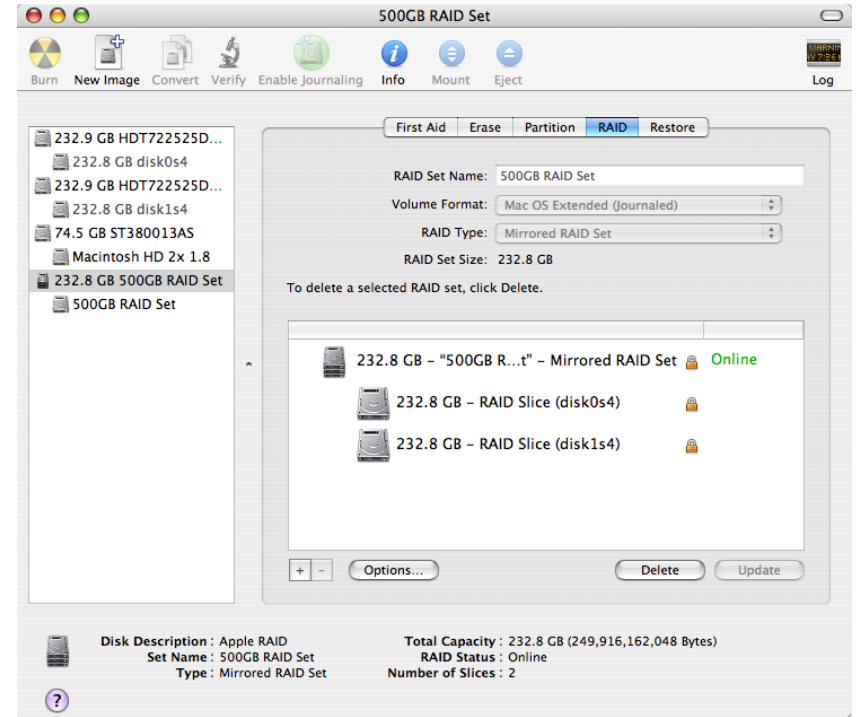 500GB RAID Set
Burn New Image Convert Verify Enable Journaling Info Mount Eject Log
First Aid Erase Partition RAID Restore
232.9 GB HDT722525D...
232.8 GB disk0s4
232.9 GB HDT722525D...
232.8 GB disk1s4
74.5 GB ST380013AS
Macintosh HD 2x 1.8
232.8 GB 500GB RAID Set
500GB RAID Set
RAID Set Name: 500GB RAID Set
Volume Format: Mac OS Extended (Journaled)
RAID Type: Mirrored RAID Set
RAID Set Size: 232.8 GB
To delete a selected RAID set, click Delete.
232.8 GB – “500GB R...t” – Mirrored RAID Set Online
232.8 GB – RAID Slice (disk0s4)
232.8 GB – RAID Slice (disk1s4)
+ – Options... Delete Update
Disk Description : Apple RAID
Set Name : 500GB RAID Set
Type : Mirrored RAID Set
Total Capacity : 232.8 GB (249,916,162,048 Bytes)
RAID Status : Online
Number of Slices : 2
?